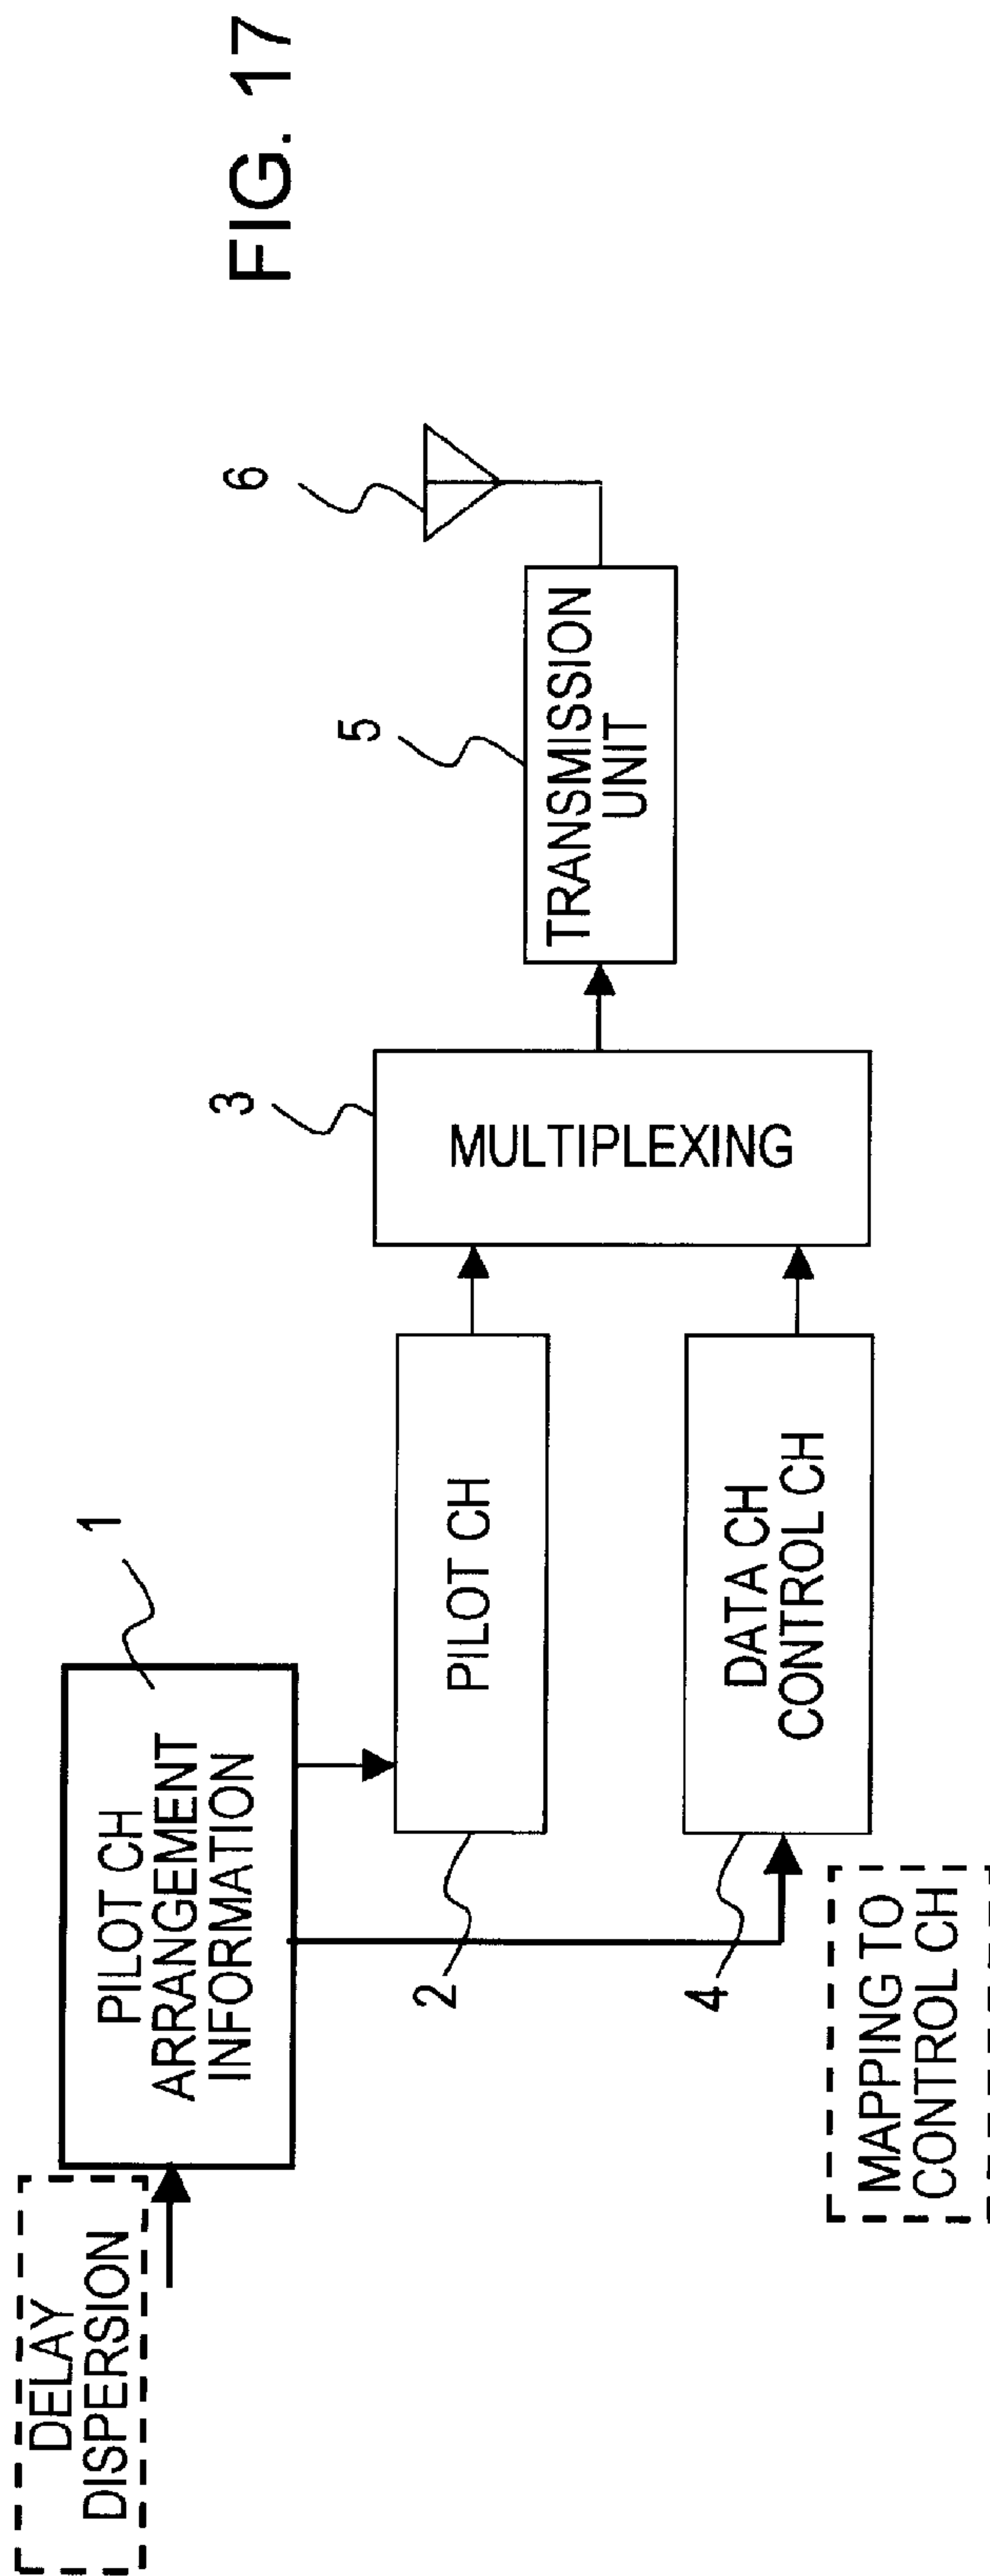 FIG. 17
DELAY
DISPERSION
PILOT CH
ARRANGEMENT
INFORMATION
1
PILOT CH
2
DATA CH
CONTROL CH
4
MAPPING TO
CONTROL CH
MULTIPLEXING
3
TRANSMISSION
UNIT
5
6